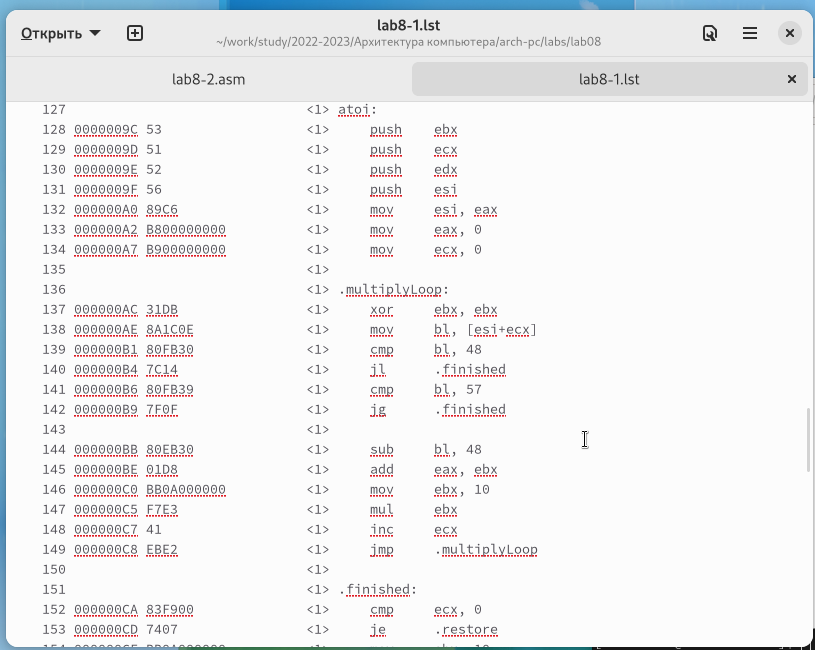 Открыть
lab8-1.lst
~/work/study/2022-2023/Архитектура компьютера/arch-pc/labs/lab08
lab8-2.asm lab8-1.lst
127 <1> atoi:
128 0000009C 53 <1> push ebx
129 0000009D 51 <1> push ecx
130 0000009E 52 <1> push edx
131 0000009F 56 <1> push esi
132 000000A0 89C6 <1> mov esi, eax
133 000000A2 B800000000 <1> mov eax, 0
134 000000A7 B900000000 <1> mov ecx, 0
135 <1>
136 <1> .multiplyLoop:
137 000000AC 31DB <1> xor ebx, ebx
138 000000AE 8A1C0E <1> mov bl, [esi+ecx]
139 000000B1 80FB30 <1> cmp bl, 48
140 000000B4 7C14 <1> jl .finished
141 000000B6 80FB39 <1> cmp bl, 57
142 000000B9 7F0F <1> jg .finished
143 <1>
144 000000BB 80EB30 <1> sub bl, 48
145 000000BE 01D8 <1> add eax, ebx
146 000000C0 BB0A000000 <1> mov ebx, 10
147 000000C5 F7E3 <1> mul ebx
148 000000C7 41 <1> inc ecx
149 000000C8 EBE2 <1> jmp .multiplyLoop
150 <1>
151 <1> .finished:
152 000000CA 83F900 <1> cmp ecx, 0
153 000000CD 7407 <1> je .restore